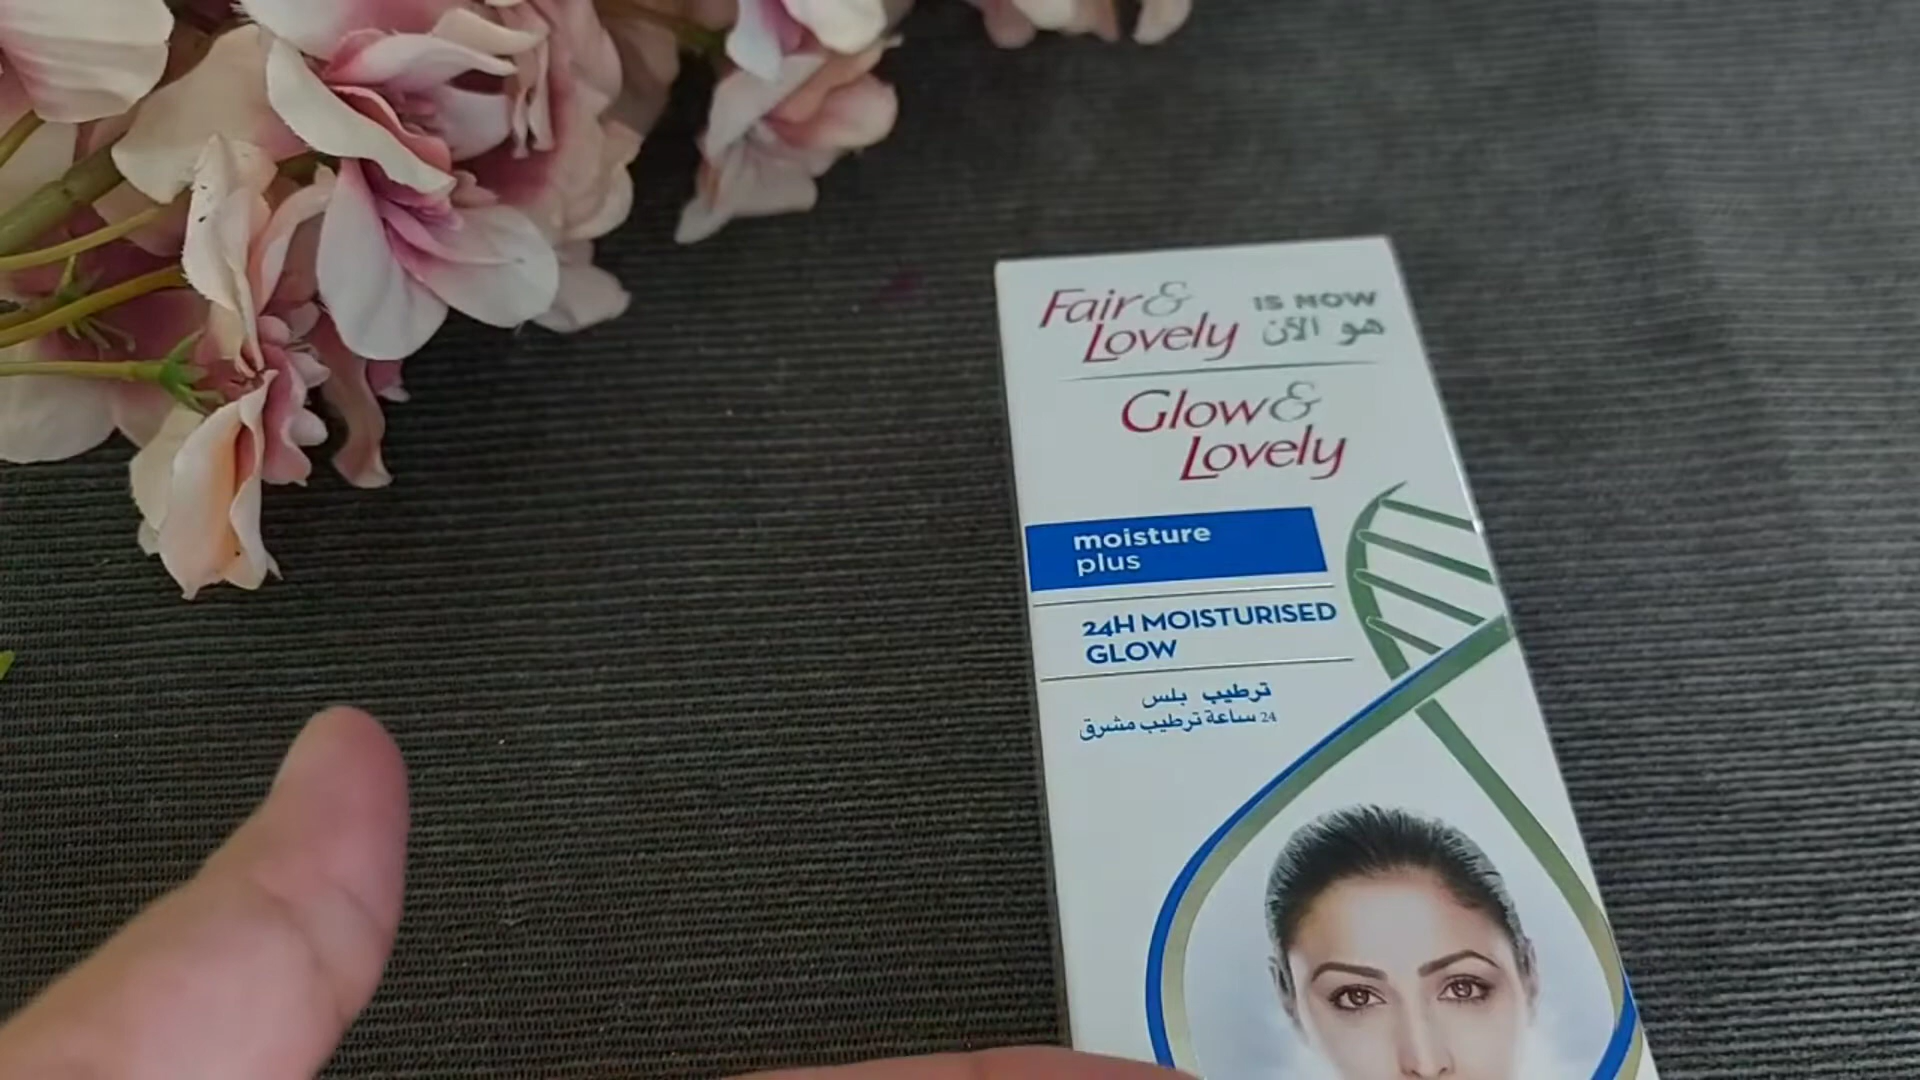 Fair & Lovely
IS NOW
هو الآن
Glow & Lovely
moisture
plus
24H MOISTURISED
GLOW
ترطيب بلس
24 ساعة ترطيب مشرق